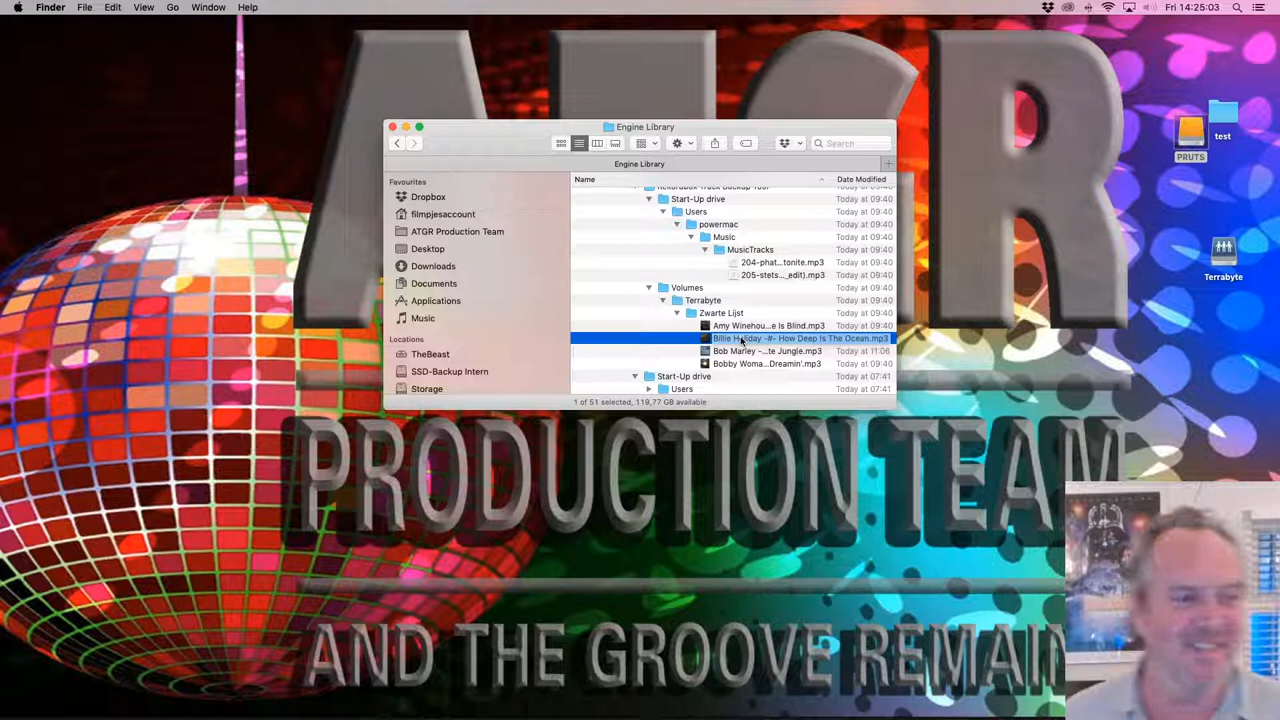 Finder File Edit View Go Window Help Fri 14:25:03
ATGR
Engine Library
test
PRUTS
Search
Engine Library
Favourites
Name Date Modified
Today at 09:40
Dropbox
Start-Up drive Today at 09:40
filmpjesaccount
Users Today at 09:40
powermac Today at 09:40
ATGR Production Team
Music Today at 09:40
Desktop
MusicTracks Today at 09:40
Downloads
204-phat...tonite.mp3 Today at 09:40
205-stets..._edit).mp3 Today at 09:40
Terrabyte
Documents
Volumes Today at 09:40
Applications
Terrabyte Today at 09:40
Music
Zwarte Lijst Today at 09:40
Amy Winehou...e Is Blind.mp3 Today at 09:40
Locations
Billie Holiday -#- How Deep Is The Ocean.mp3
TheBeast
Bob Marley -...te Jungle.mp3 Today at 11:06
Bobby Woma...Dreamin'.mp3 Today at 09:40
SSD-Backup Intern
Start-Up drive Today at 07:41
Storage
Users Today at 07:41
1 of 51 selected, 119,77 GB available
PRODUCTION TEAM
AND THE GROOVE REMAIN